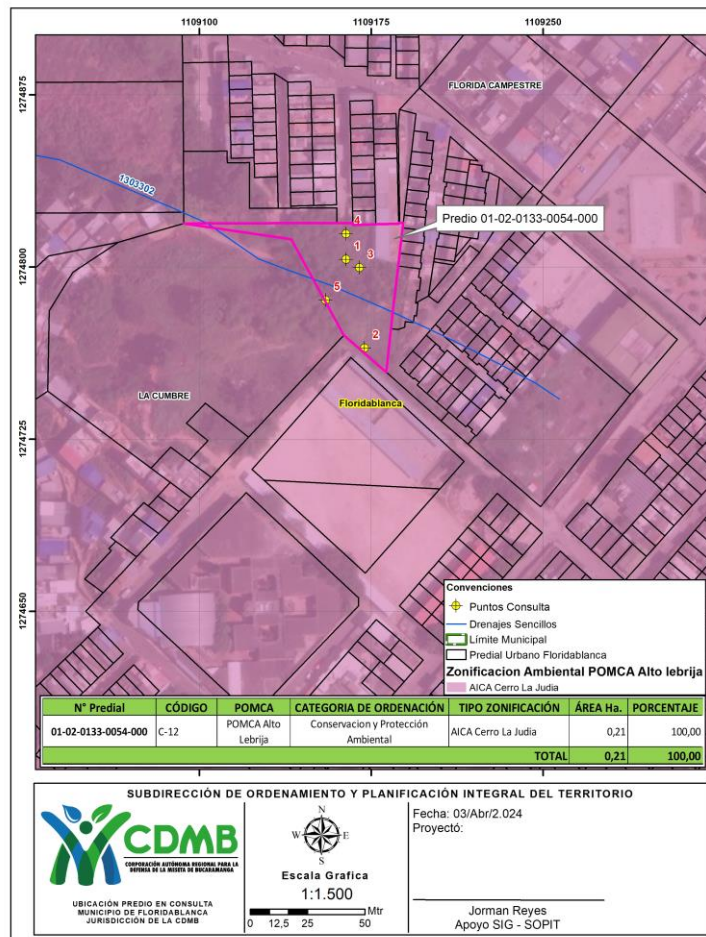 1109100 1109175 1109250
1274875
1274800
1274725
1274650
FLORIDA CAMPESTRE
1303302
Predio 01-02-0133-0054-000
4
1
3
5
2
LA CUMBRE
Floridablanca
Convenciones
Puntos Consulta
Drenajes Sencillos
Límite Municipal
Predial Urbano Floridablanca
Zonificacion Ambiental POMCA Alto lebrija
AICA Cerro La Judia
N° Predial CÓDIGO POMCA CATEGORIA DE ORDENACIÓN TIPO ZONIFICACIÓN ÁREA Ha. PORCENTAJE
01-02-0133-0054-000 C-12 POMCA Alto Lebrija Conservacion y Protección Ambiental AICA Cerro La Judia 0,21 100,00
TOTAL 0,21 100,00
SUBDIRECCIÓN DE ORDENAMIENTO Y PLANIFICACIÓN INTEGRAL DEL TERRITORIO
CDMB
CORPORACIÓN AUTÓNOMA REGIONAL PARA LA
DEFENSA DE LA MESETA DE BUCARAMANGA
UBICACIÓN PREDIO EN CONSULTA
MUNICIPIO DE FLORIDABLANCA
JURISDICCIÓN DE LA CDMB
N
W E
S
Escala Grafica
1:1.500
Mtr
0 12,5 25 50
Fecha: 03/Abr/2.024
Proyectó:
Jorman Reyes
Apoyo SIG - SOPIT